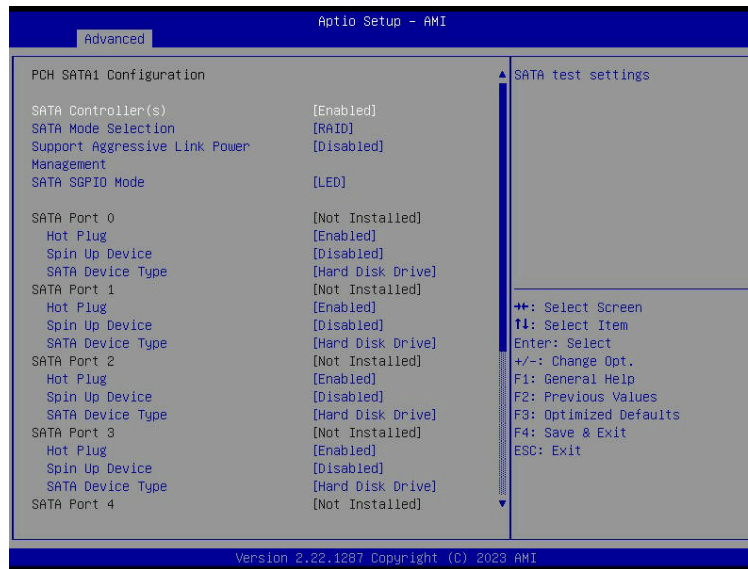 Aptio Setup – AMI
Advanced
PCH SATA1 Configuration
SATA Controller(s) [Enabled]
SATA Mode Selection [RAID]
Support Aggressive Link Power [Disabled]
Management
SATA SGPIO Mode [LED]
SATA Port 0 [Not Installed]
Hot Plug [Enabled]
Spin Up Device [Disabled]
SATA Device Type [Hard Disk Drive]
SATA Port 1 [Not Installed]
Hot Plug [Enabled]
Spin Up Device [Disabled]
SATA Device Type [Hard Disk Drive]
SATA Port 2 [Not Installed]
Hot Plug [Enabled]
Spin Up Device [Disabled]
SATA Device Type [Hard Disk Drive]
SATA Port 3 [Not Installed]
Hot Plug [Enabled]
Spin Up Device [Disabled]
SATA Device Type [Hard Disk Drive]
SATA Port 4 [Not Installed]
SATA test settings
→←: Select Screen
↑↓: Select Item
Enter: Select
+/-: Change Opt.
F1: General Help
F2: Previous Values
F3: Optimized Defaults
F4: Save & Exit
ESC: Exit
Version 2.22.1287 Copyright (C) 2023 AMI